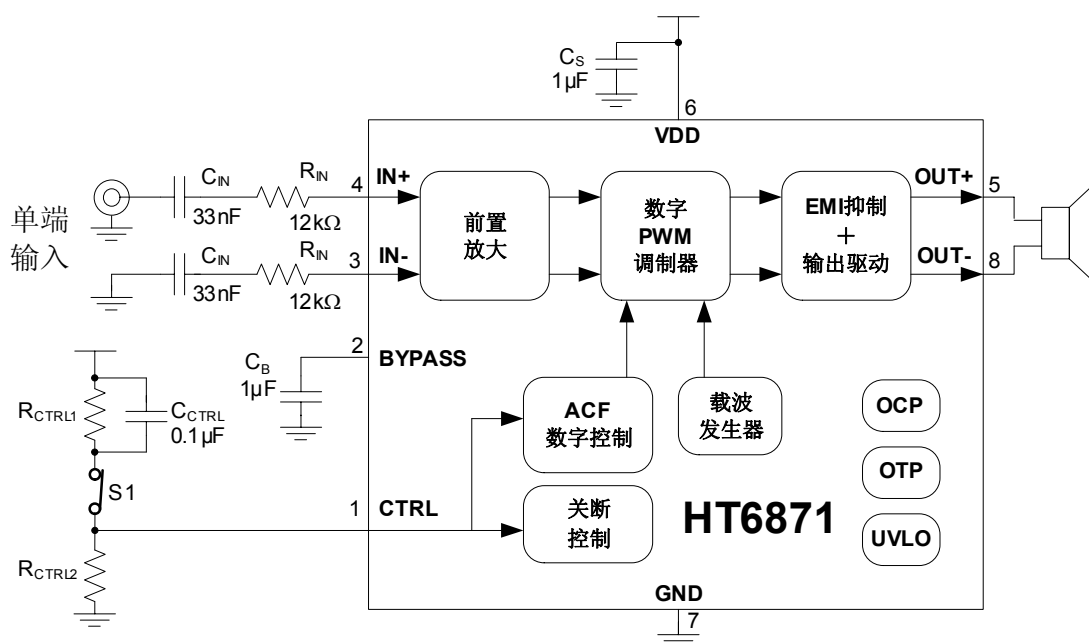 C_S
1μF
6
VDD
单端
输入
C_IN
33nF
R_IN
12kΩ
4
IN+
C_IN
33nF
R_IN
12kΩ
3
IN-
前置
放大
数字
PWM
调制器
EMI抑制
+
输出驱动
OUT+
5
OUT-
8
2
BYPASS
C_B
1μF
R_CTRL1
C_CTRL
0.1μF
S1
R_CTRL2
1
CTRL
ACF
数字控制
载波
发生器
关断
控制
HT6871
OCP
OTP
UVLO
GND
7